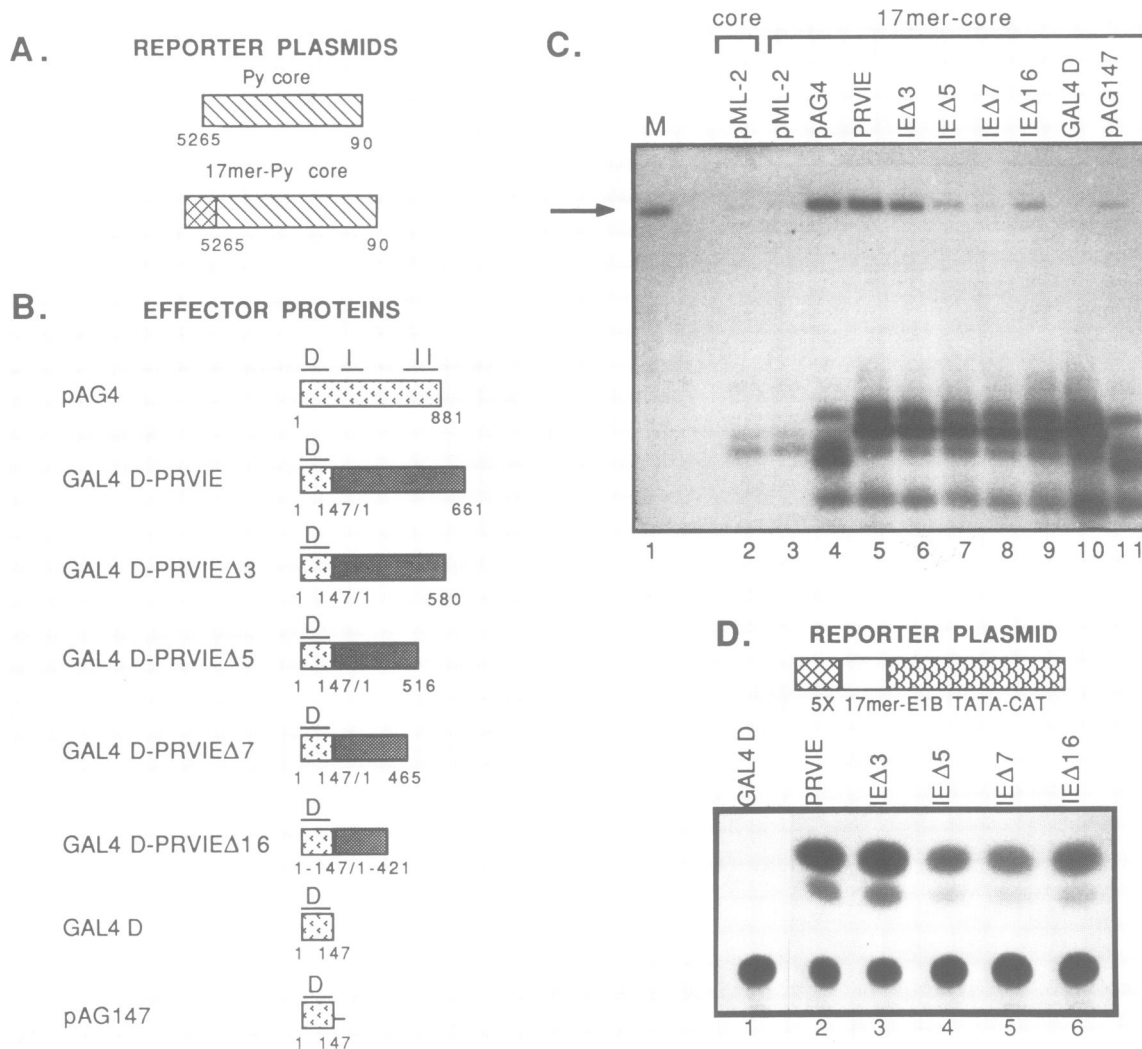 A. REPORTER PLASMIDS
Py core
5265 90
17mer-Py core
5265 90
B. EFFECTOR PROTEINS
D I II
pAG4
1 881
D
GAL4 D-PRVIE
1 147/1 661
D
GAL4 D-PRVIEΔ3
1 147/1 580
D
GAL4 D-PRVIEΔ5
1 147/1 516
D
GAL4 D-PRVIEΔ7
1 147/1 465
D
GAL4 D-PRVIEΔ16
1-147/1-421
D
GAL4 D
1 147
D
pAG147
1 147
C.
core 17mer-core
M pML-2 pML-2 pAG4 PRVIE IEΔ3 IEΔ5 IEΔ7 IEΔ16 GAL4 D pAG147
1 2 3 4 5 6 7 8 9 10 11
D. REPORTER PLASMID
5X 17mer-E1B TATA-CAT
GAL4 D PRVIE IEΔ3 IEΔ5 IEΔ7 IEΔ16
1 2 3 4 5 6